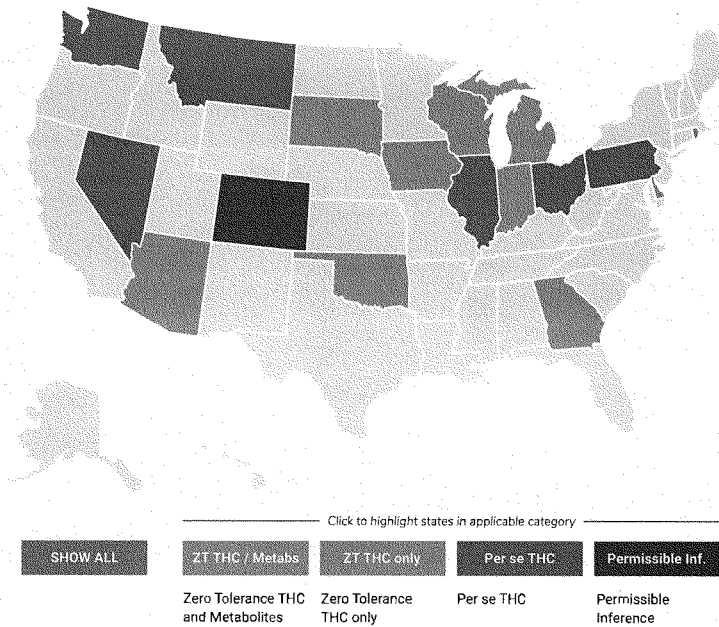 Click to highlight states in applicable category
SHOW ALL
ZT THC / Metabs
ZT THC only
Per se THC
Permissible Inf.
Zero Tolerance THC
and Metabolites
Zero Tolerance
THC only
Per se THC
Permissible
Inference